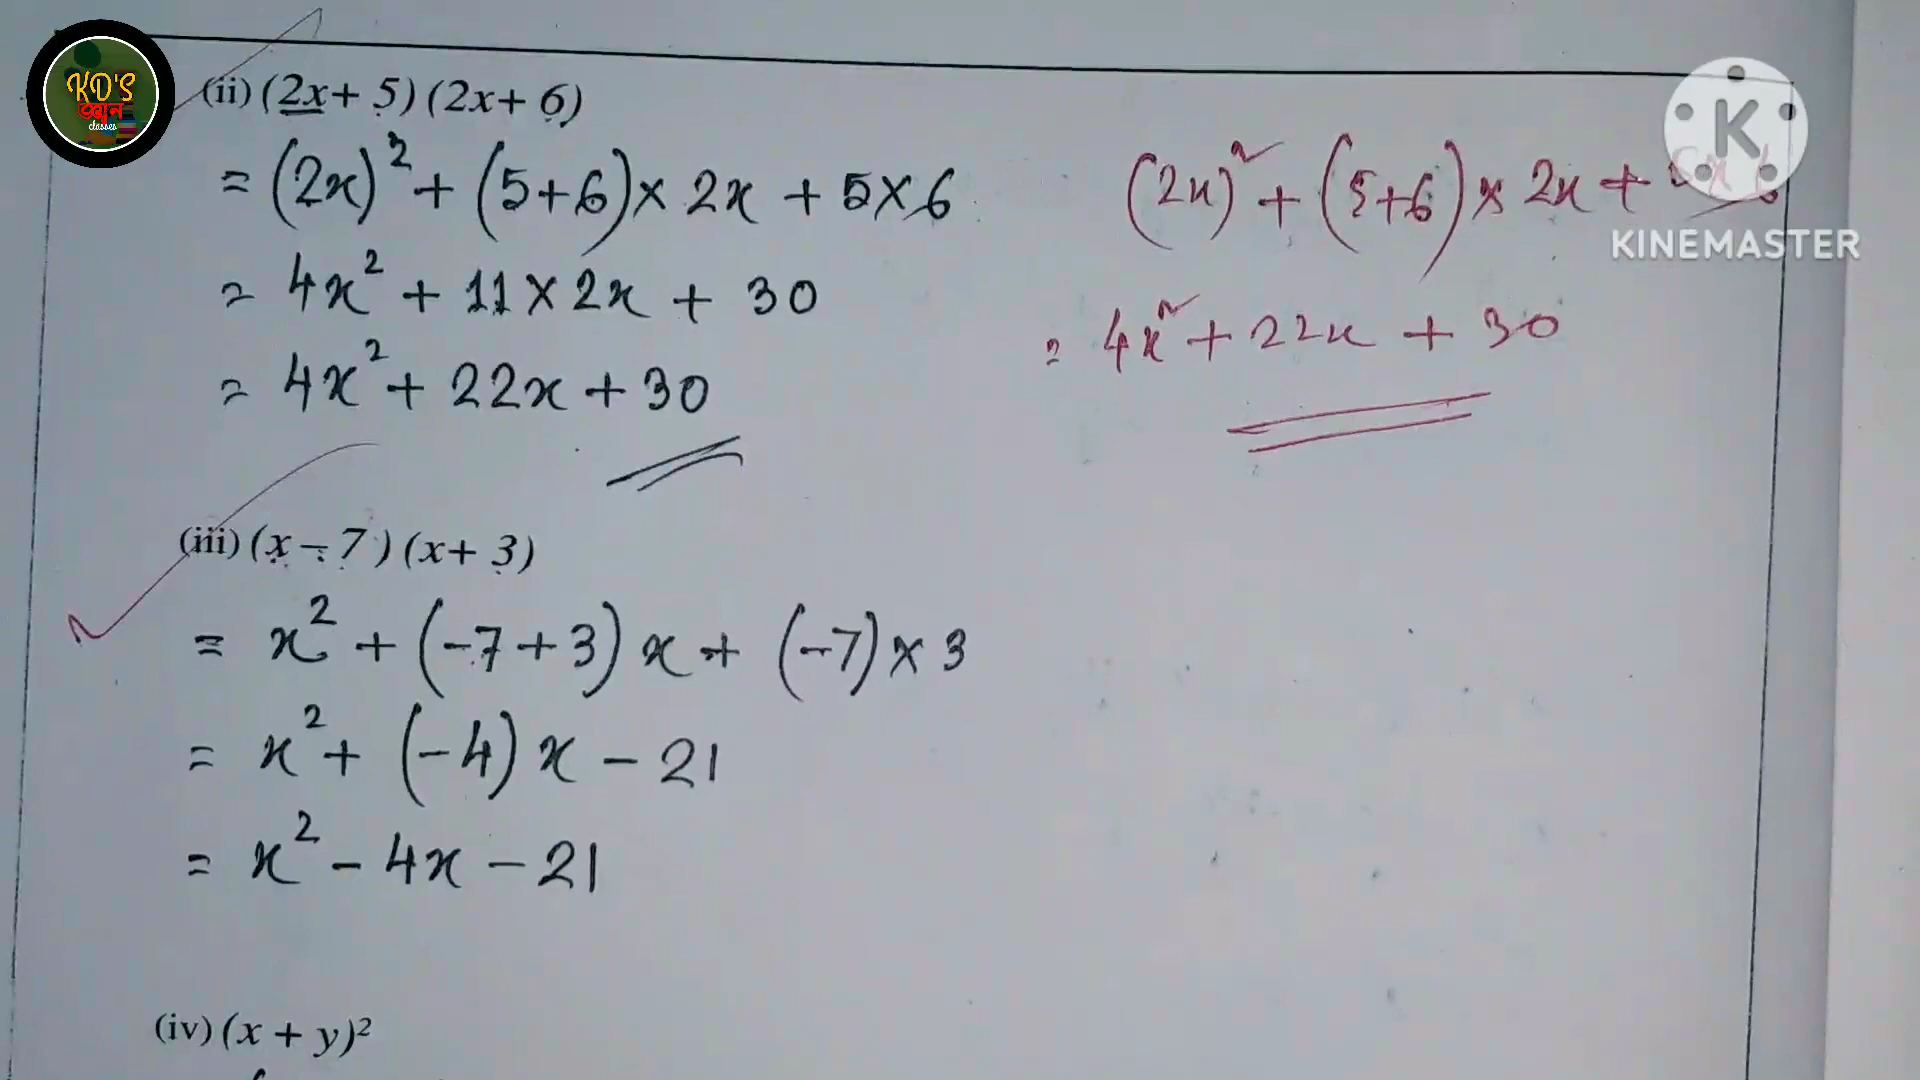 KD'S
জ্ঞান
classes
(ii) (2x+ 5) (2x+ 6)
= (2x)² + (5+6)× 2x + 5×6
= 4x² + 11×2x + 30
= 4x² + 22x + 30
(2x)² + (5+6)× 2x +
= 4x² + 22x + 30
K
KINEMASTER
(iii) (x – 7 ) (x+ 3)
= x² + (-7+3) x + (-7)×3
= x² + (-4) x - 21
= x² - 4x - 21
(iv) (x + y)²